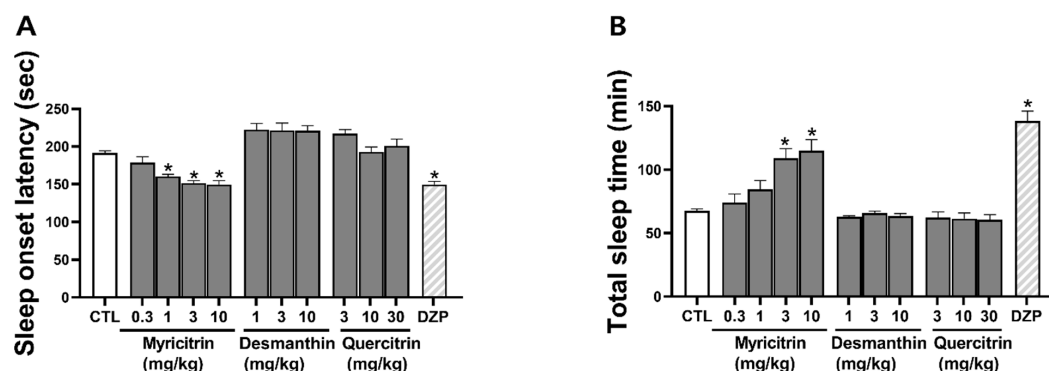 A
Sleep onset latency (sec)
250
200
150
100
50
0
*
*
*
*
CTL 0.3 1 3 10 1 3 10 3 10 30 DZP
Myricitrin Desmanthin Quercitrin
(mg/kg) (mg/kg) (mg/kg)
B
Total sleep time (min)
150
100
50
0
*
*
*
CTL 0.3 1 3 10 1 3 10 3 10 30 DZP
Myricitrin Desmanthin Quercitrin
(mg/kg) (mg/kg) (mg/kg)